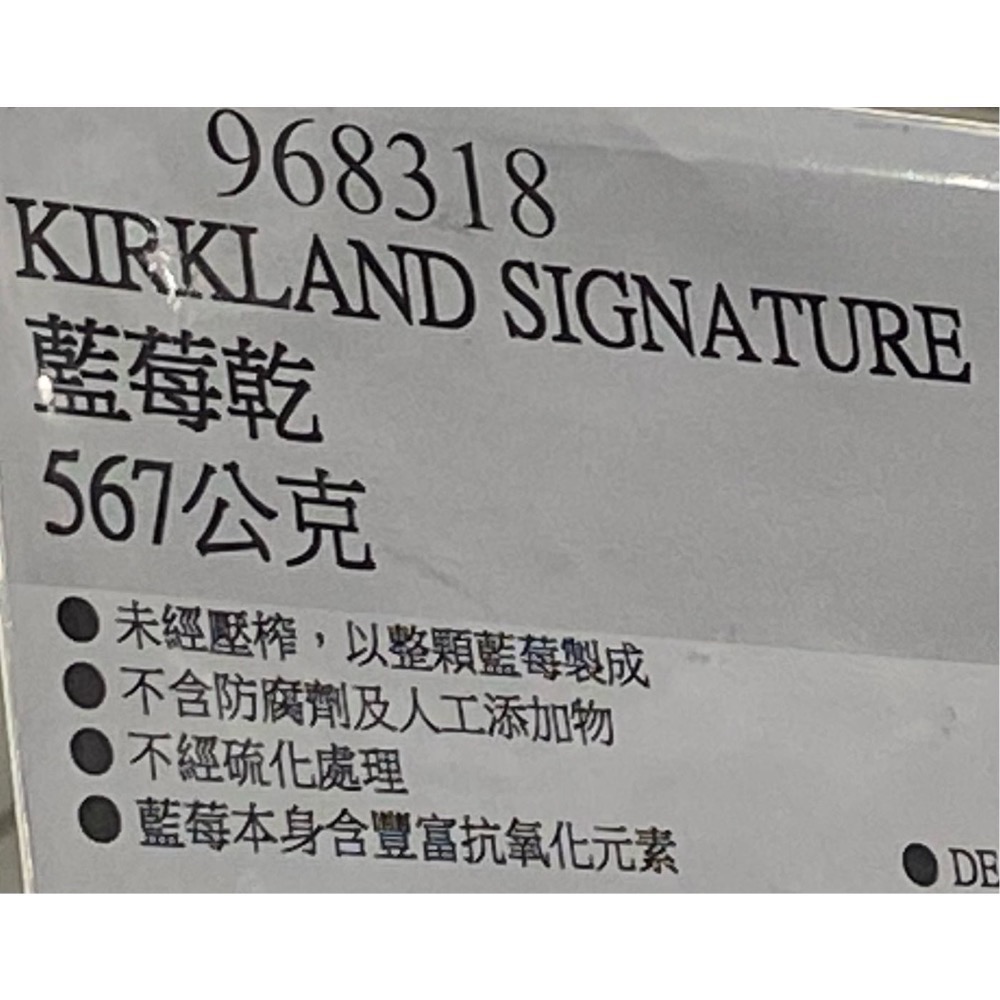 968318
KIRKLAND SIGNATURE
藍莓乾
567公克
● 未經壓榨，以整顆藍莓製成
● 不含防腐劑及人工添加物
● 不經硫化處理
● 藍莓本身含豐富抗氧化元素
● DE